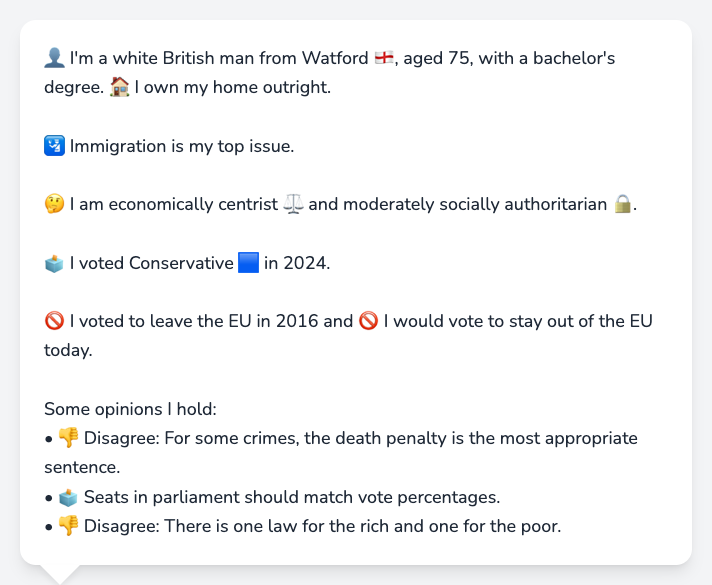 👤 I'm a white British man from Watford 🏴󠁧󠁢󠁥󠁮󠁧󠁿, aged 75, with a bachelor's
degree. 🏠 I own my home outright.
🛂 Immigration is my top issue.
🤔 I am economically centrist ⚖️ and moderately socially authoritarian 🔒.
🗳️ I voted Conservative 🟦 in 2024.
🚫 I voted to leave the EU in 2016 and 🚫 I would vote to stay out of the EU
today.
Some opinions I hold:
• 👎 Disagree: For some crimes, the death penalty is the most appropriate
sentence.
• 🗳️ Seats in parliament should match vote percentages.
• 👎 Disagree: There is one law for the rich and one for the poor.